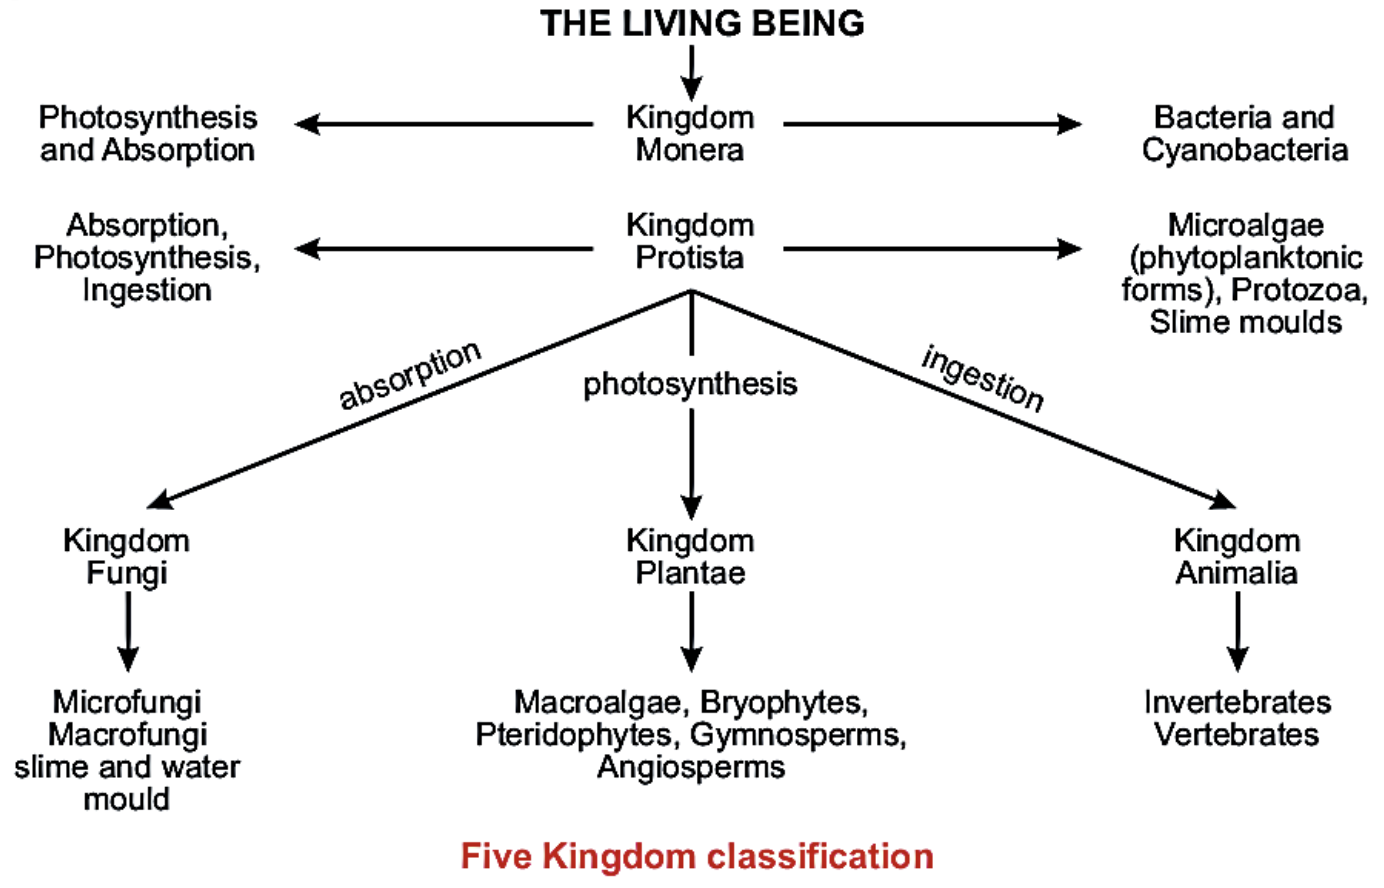 THE LIVING BEING
Photosynthesis
and Absorption
Kingdom
Monera
Bacteria and
Cyanobacteria
Absorption,
Photosynthesis,
Ingestion
Kingdom
Protista
Microalgae
(phytoplanktonic
forms), Protozoa,
Slime moulds
absorption
photosynthesis
ingestion
Kingdom
Fungi
Kingdom
Plantae
Kingdom
Animalia
Microfungi
Macrofungi
slime and water
mould
Macroalgae, Bryophytes,
Pteridophytes, Gymnosperms,
Angiosperms
Invertebrates
Vertebrates
Five Kingdom classification